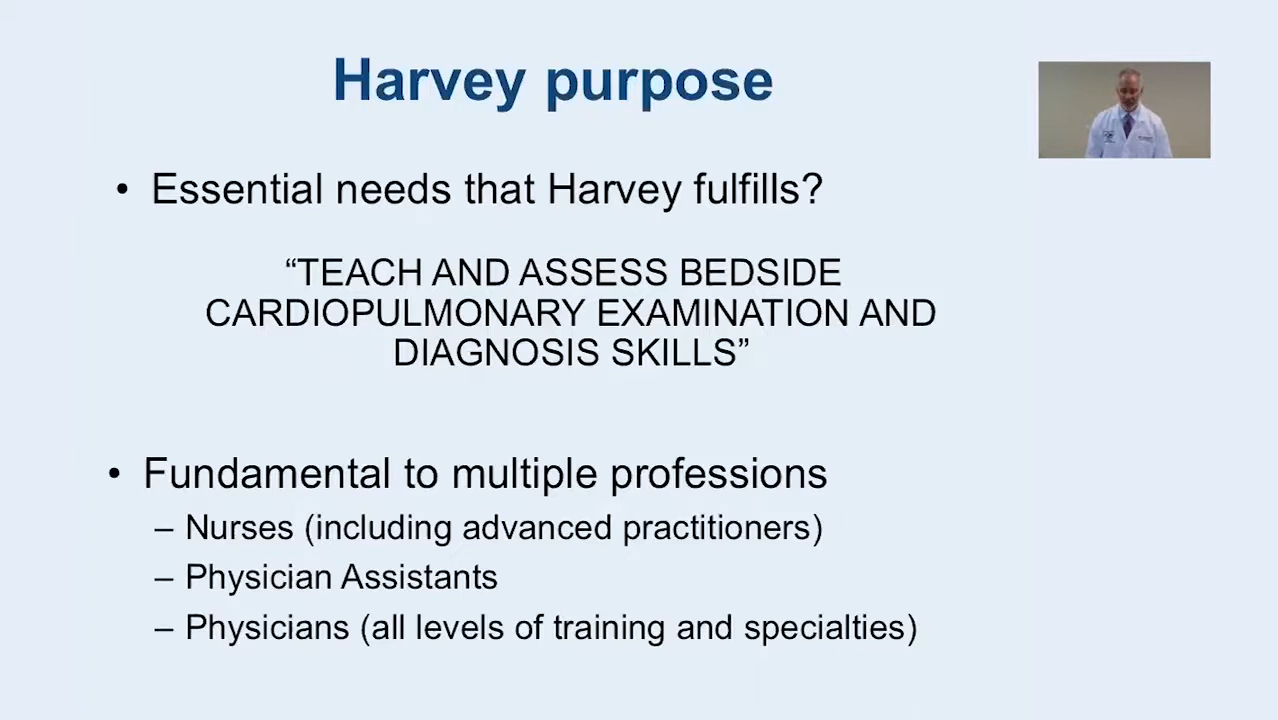 Harvey purpose
• Essential needs that Harvey fulfills?
“TEACH AND ASSESS BEDSIDE
CARDIOPULMONARY EXAMINATION AND
DIAGNOSIS SKILLS”
• Fundamental to multiple professions
– Nurses (including advanced practitioners)
– Physician Assistants
– Physicians (all levels of training and specialties)